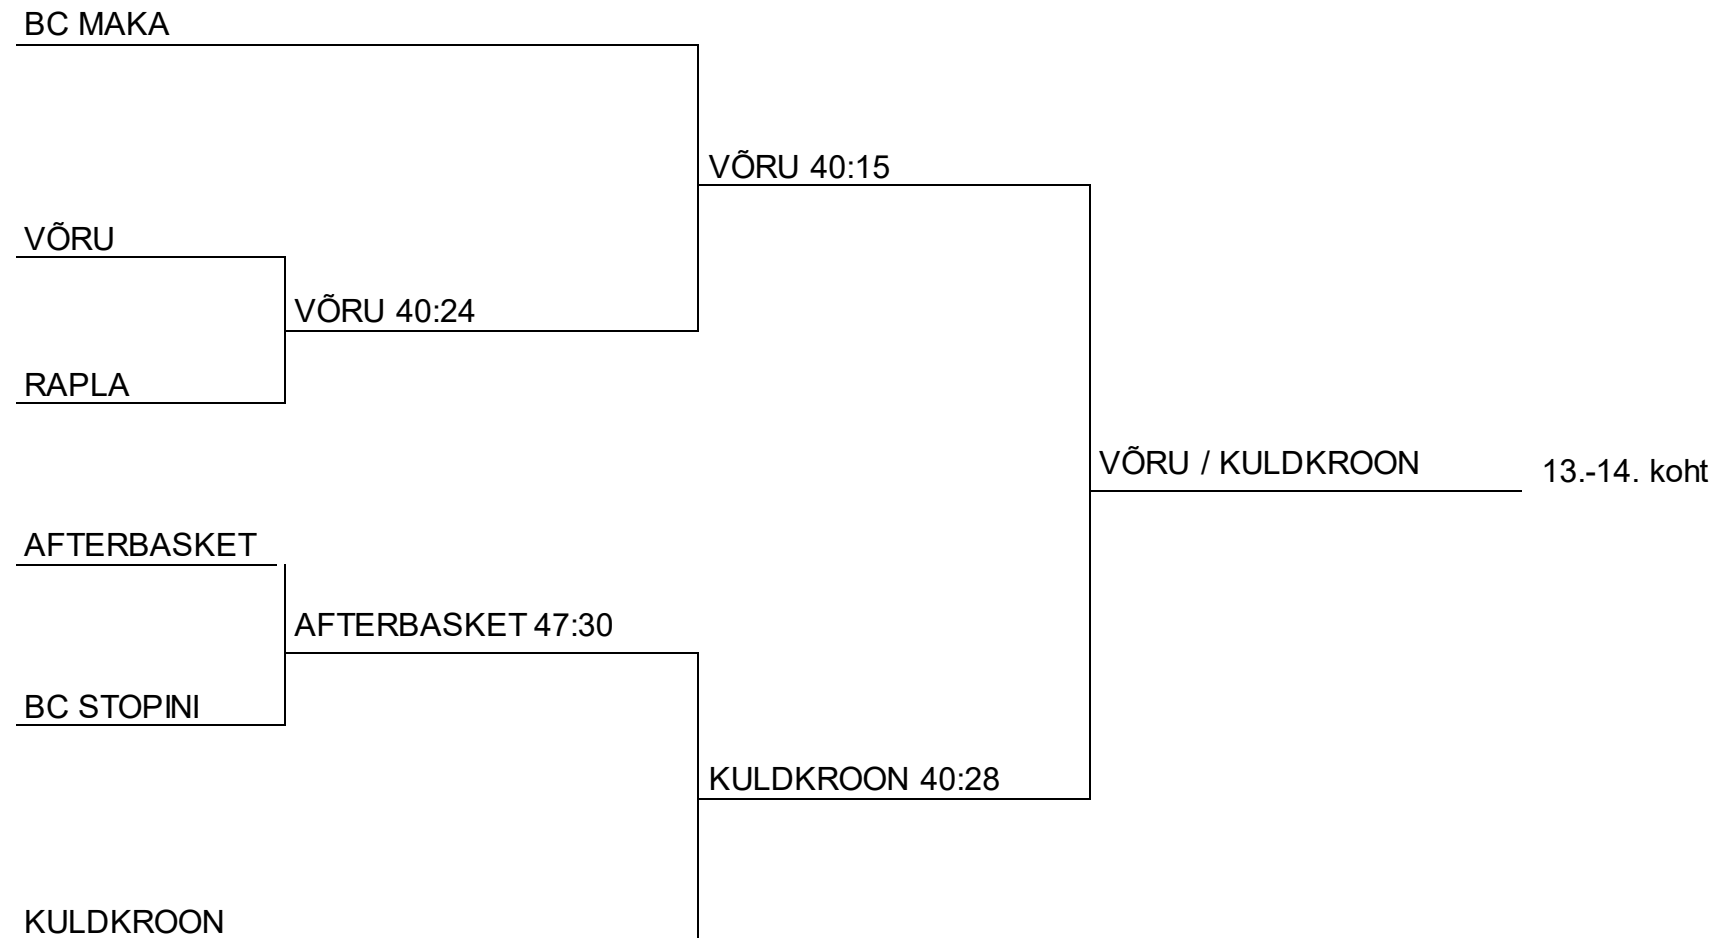 BC MAKA
VÕRU 40:15
VÕRU
VÕRU 40:24
RAPLA
VÕRU / KULDKROON
13.-14. koht
AFTERBASKET
AFTERBASKET 47:30
BC STOPINI
KULDKROON 40:28
KULDKROON